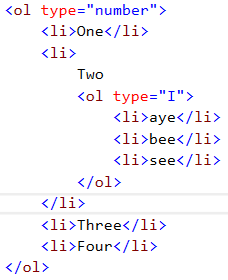 <ol type="number">
    <li>One</li>
    <li>
        Two
        <ol type="I">
            <li>aye</li>
            <li>bee</li>
            <li>see</li>
        </ol>
    </li>
    <li>Three</li>
    <li>Four</li>
</ol>